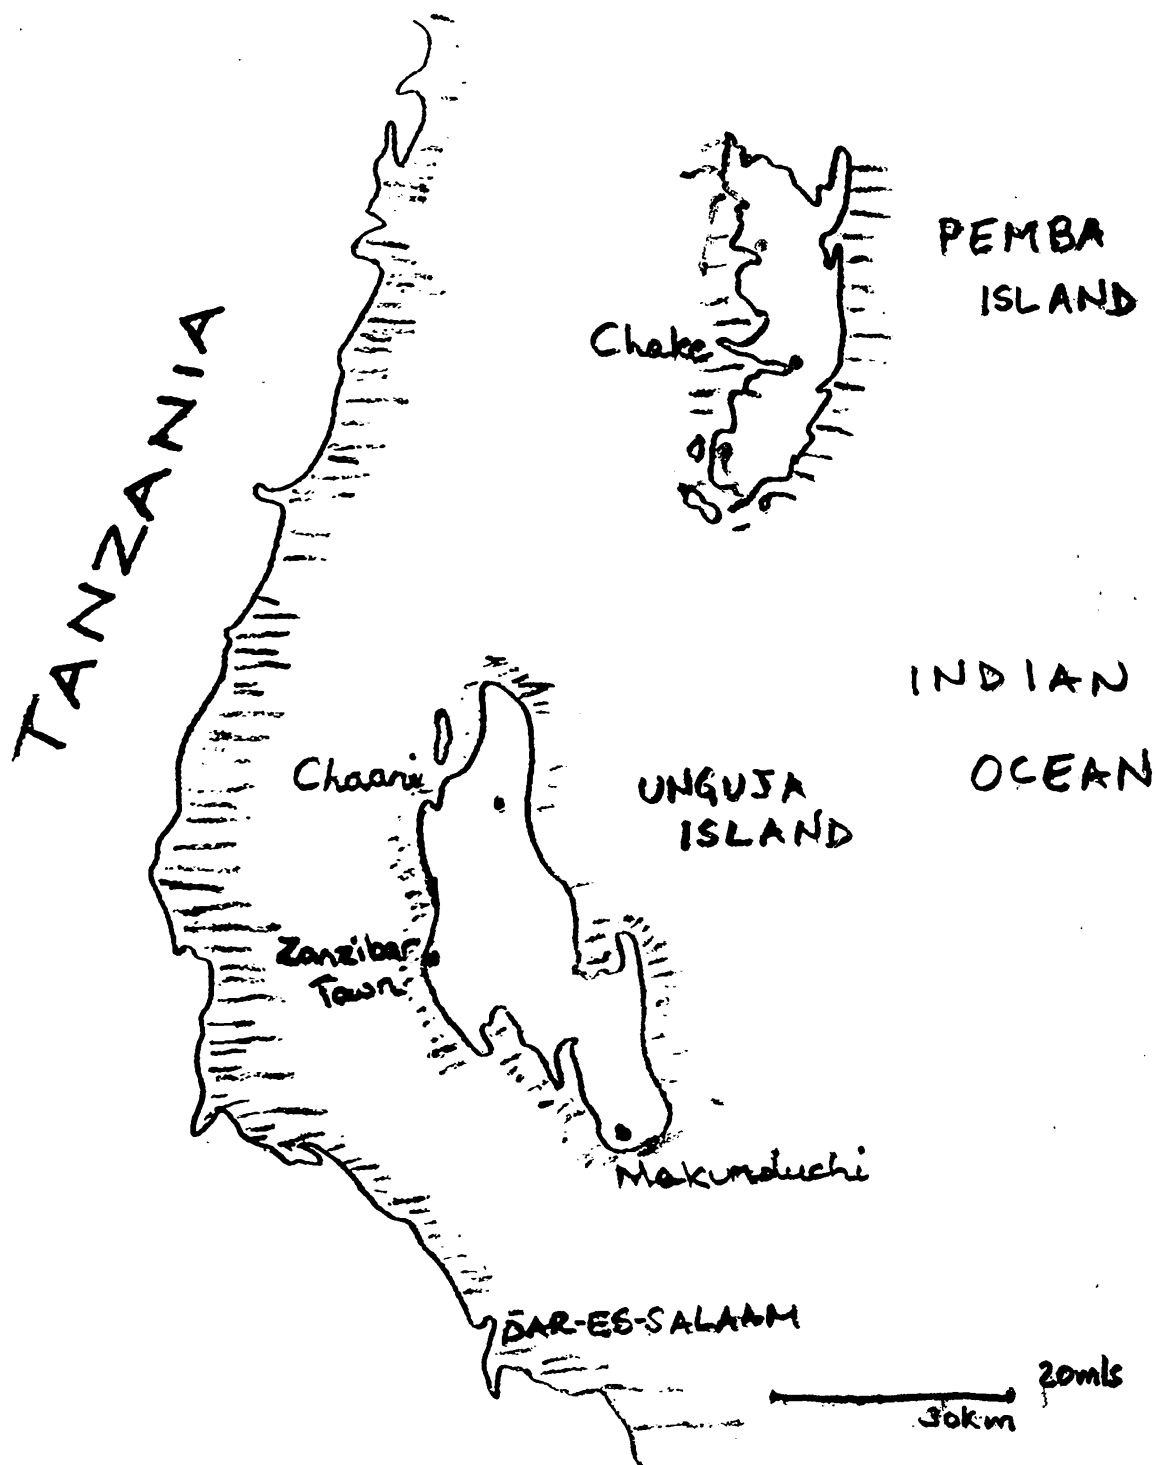 PEMBA
ISLAND
Chake
TANZANIA
INDIAN
OCEAN
Chaani
UNGUJA
ISLAND
Zanzibar
Town
Makunduchi
DAR-ES-SALAAM
20mls
30km